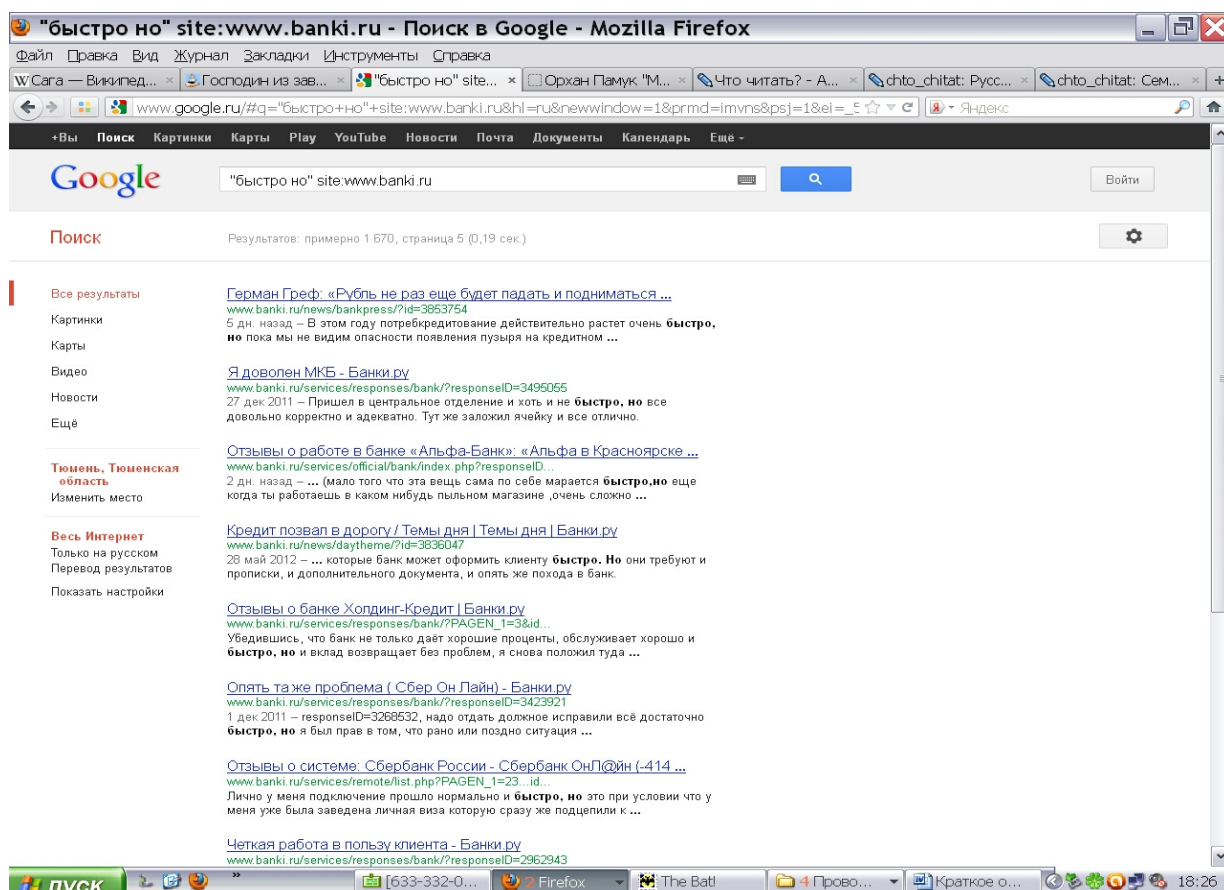 "быстро но" site:www.banki.ru - Поиск в Google - Mozilla Firefox
Файл Правка Вид Журнал Закладки Инструменты Справка
W Сага — Википед... Господин из зав... "быстро но" site... Орхан Памук "М... Что читать? - А... chto_chitat: Русс... chto_chitat: Сем...
www.google.ru/#q="быстро+но"+site:www.banki.ru&hl=ru&newwindow=1&prmd=imvns&psj=1&ei=_5 Яндекс
+Вы Поиск Картинки Карты Play YouTube Новости Почта Документы Календарь Ещё
Google "быстро но" site:www.banki.ru Войти
Поиск Результатов: примерно 1 670, страница 5 (0,19 сек.)
Все результаты
Картинки
Карты
Видео
Новости
Ещё
Тюмень, Тюменская
область
Изменить место
Весь Интернет
Только на русском
Перевод результатов
Показать настройки
Герман Греф: «Рубль не раз еще будет падать и подниматься ...
www.banki.ru/news/bankpress/?id=3853754
5 дн. назад – В этом году потребкредитование действительно растет очень быстро,
но пока мы не видим опасности появления пузыря на кредитном ...
Я доволен МКБ - Банки.ру
www.banki.ru/services/responses/bank/?responseID=3495055
27 дек 2011 – Пришел в центральное отделение и хоть и не быстро, но все
довольно корректно и адекватно. Тут же заложил ячейку и все отлично.
Отзывы о работе в банке «Альфа-Банк»: «Альфа в Красноярске ...
www.banki.ru/services/official/bank/index.php?responseID...
2 дн. назад – ... (мало того что эта вещь сама по себе марается быстро,но еще
когда ты работаешь в каком нибудь пыльном магазине ,очень сложно ...
Кредит позвал в дорогу / Темы дня | Темы дня | Банки.ру
www.banki.ru/news/daytheme/?id=3836047
28 май 2012 – ... которые банк может оформить клиенту быстро. Но они требуют и
прописки, и дополнительного документа, и опять же похода в банк.
Отзывы о банке Холдинг-Кредит | Банки.ру
www.banki.ru/services/responses/bank/?PAGEN_1=3&id...
Убедившись, что банк не только даёт хорошие проценты, обслуживает хорошо и
быстро, но и вклад возвращает без проблем, я снова положил туда ...
Опять та же проблема ( Сбер Он Лайн) - Банки.ру
www.banki.ru/services/responses/bank/?responseID=3423921
1 дек 2011 – responseID=3268532, надо отдать должное исправили всё достаточно
быстро, но я был прав в том, что рано или поздно ситуация ...
Отзывы о системе: Сбербанк России - Сбербанк ОнЛ@йн (-414 ...
www.banki.ru/services/remote/list.php?PAGEN_1=23...id...
Лично у меня подключение прошло нормально и быстро, но это при условии что у
меня уже была заведена личная виза которую сразу же подцепили к ...
Четкая работа в пользу клиента - Банки.ру
www.banki.ru/services/responses/bank/?responseID=2962943
пуск » [633-332-0... 2 Firefox The Bat! 4 Прово... Краткое о... 18:26